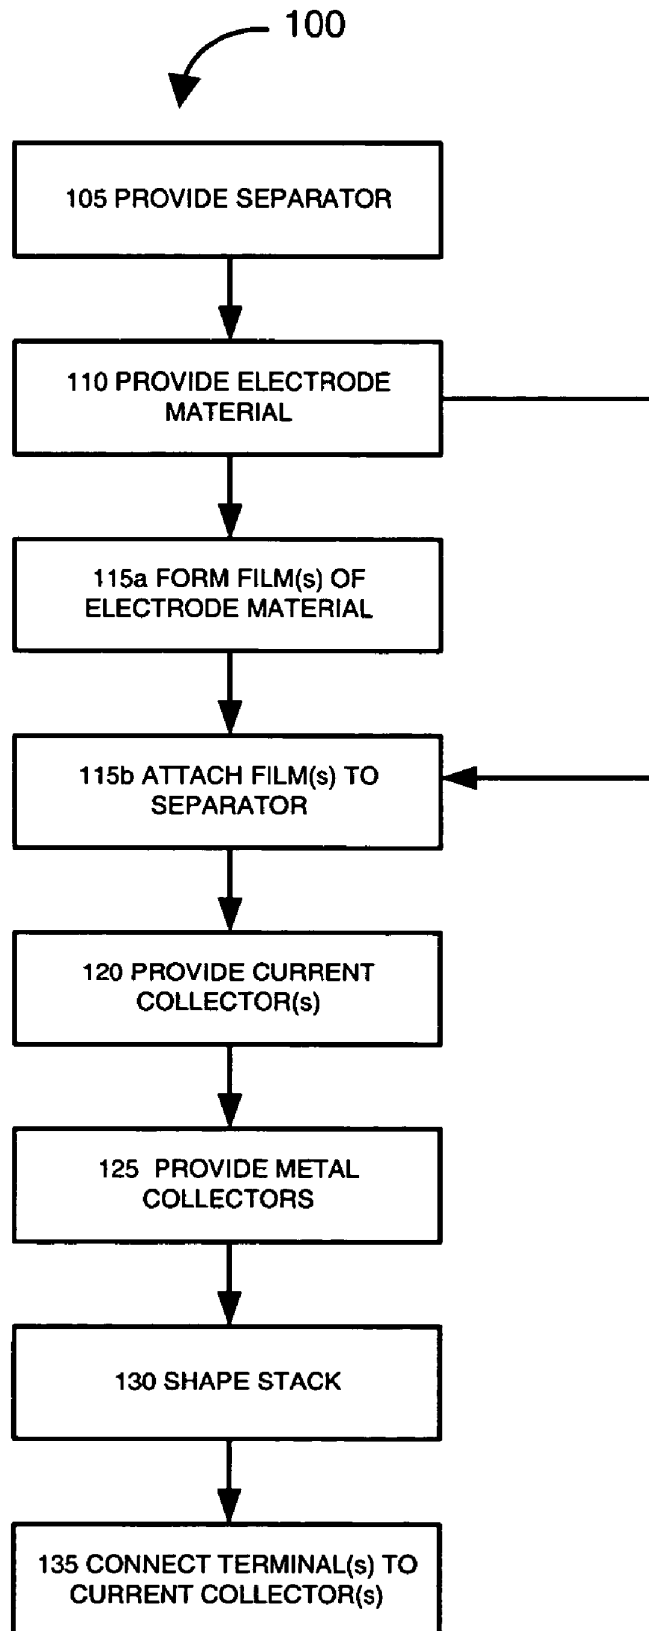 100
105 PROVIDE SEPARATOR
110 PROVIDE ELECTRODE
MATERIAL
115a FORM FILM(s) OF
ELECTRODE MATERIAL
115b ATTACH FILM(s) TO
SEPARATOR
120 PROVIDE CURRENT
COLLECTOR(s)
125 PROVIDE METAL
COLLECTORS
130 SHAPE STACK
135 CONNECT TERMINAL(s) TO
CURRENT COLLECTOR(s)